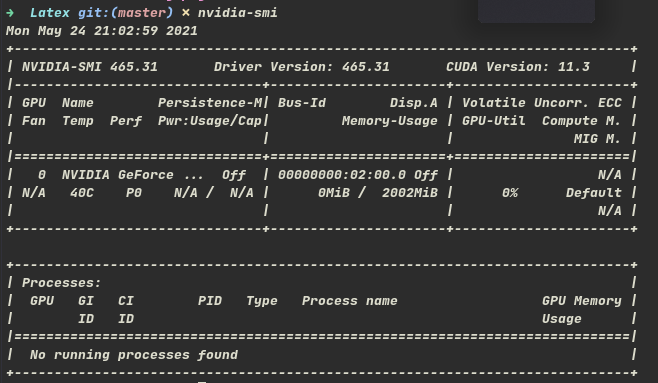 → Latex git:(master) × nvidia-smi
Mon May 24 21:02:59 2021
+-----------------------------------------------------------------------------+
| NVIDIA-SMI 465.31       Driver Version: 465.31       CUDA Version: 11.3     |
|-------------------------------+----------------------+----------------------+
| GPU  Name        Persistence-M| Bus-Id        Disp.A | Volatile Uncorr. ECC |
| Fan  Temp  Perf  Pwr:Usage/Cap|         Memory-Usage | GPU-Util  Compute M. |
|                               |                      |               MIG M. |
|===============================+======================+======================|
|   0  NVIDIA GeForce ...  Off  | 00000000:02:00.0 Off |                  N/A |
| N/A   40C    P0    N/A /  N/A |      0MiB /  2002MiB |      0%      Default |
|                               |                      |                  N/A |
+-------------------------------+----------------------+----------------------+

+-----------------------------------------------------------------------------+
| Processes:                                                                  |
|  GPU   GI   CI        PID   Type   Process name                  GPU Memory |
|        ID   ID                                                   Usage      |
|=============================================================================|
|  No running processes found                                                 |
+-----------------------------------------------------------------------------+